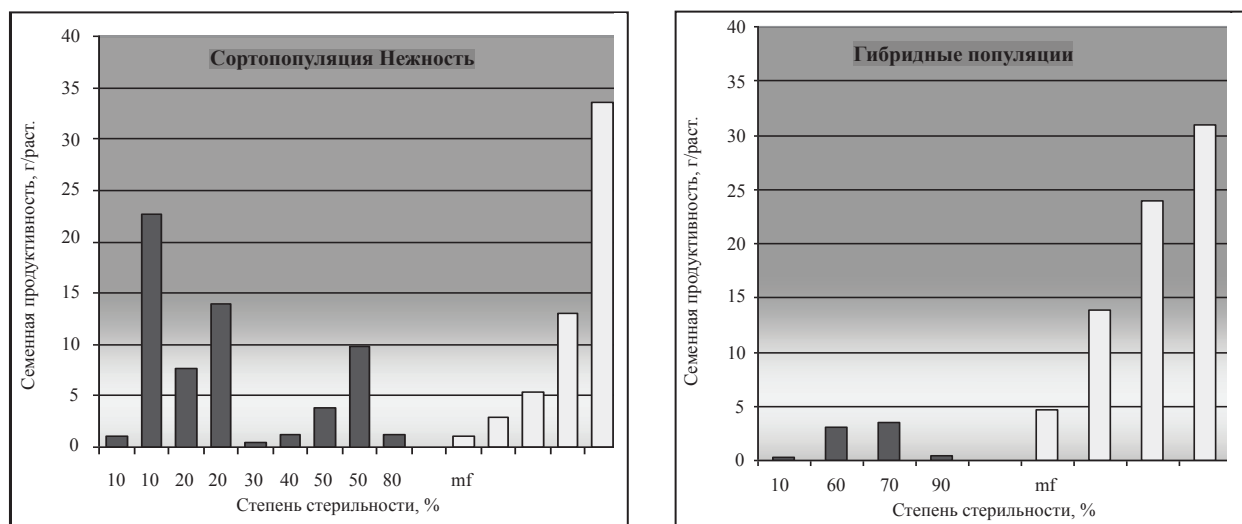 Сортопопуляция Нежность
Семенная продуктивность, г/раст.
40
35
30
25
20
15
10
5
0
10 10 20 20 30 40 50 50 80 mf
Степень стерильности, %
Гибридные популяции
Семенная продуктивность, г/раст.
40
35
30
25
20
15
10
5
0
10 60 70 90 mf
Степень стерильности, %